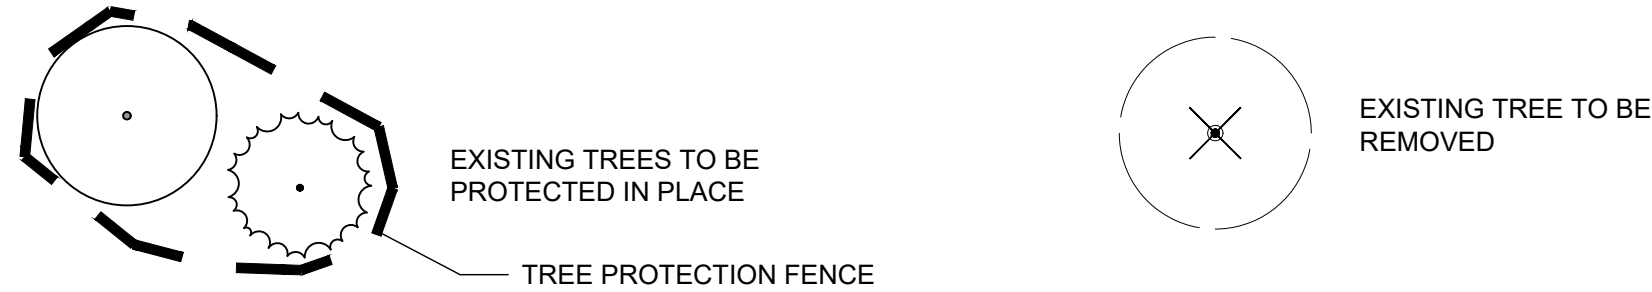 EXISTING TREES TO BE
PROTECTED IN PLACE
TREE PROTECTION FENCE
EXISTING TREE TO BE
REMOVED